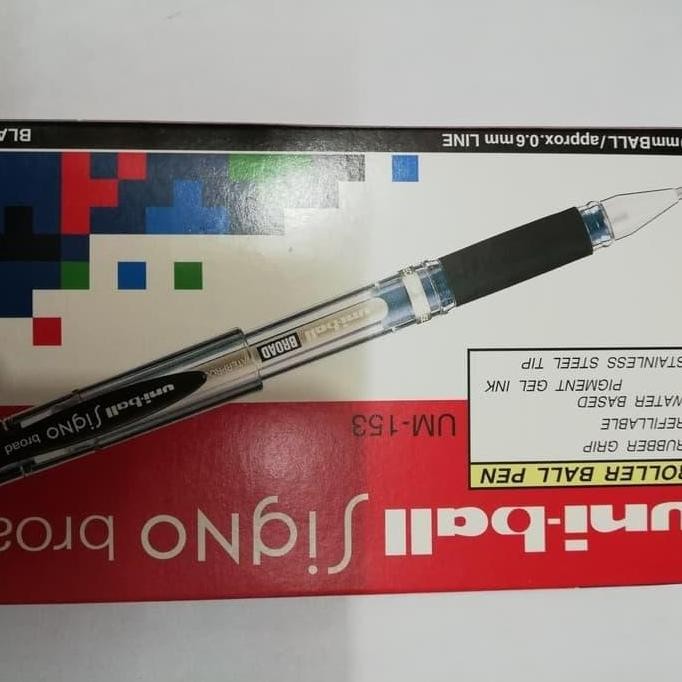 uni-ball SigNo broa
ROLLER BALL PEN
RUBBER GRIP
REFILLABLE
WATER BASED
PIGMENT GEL INK
STAINLESS STEEL TIP
UM-153
uni-ball SigNo broad
uni-ball BROAD
mmBALL/approx.0.6mm LINE
BLA